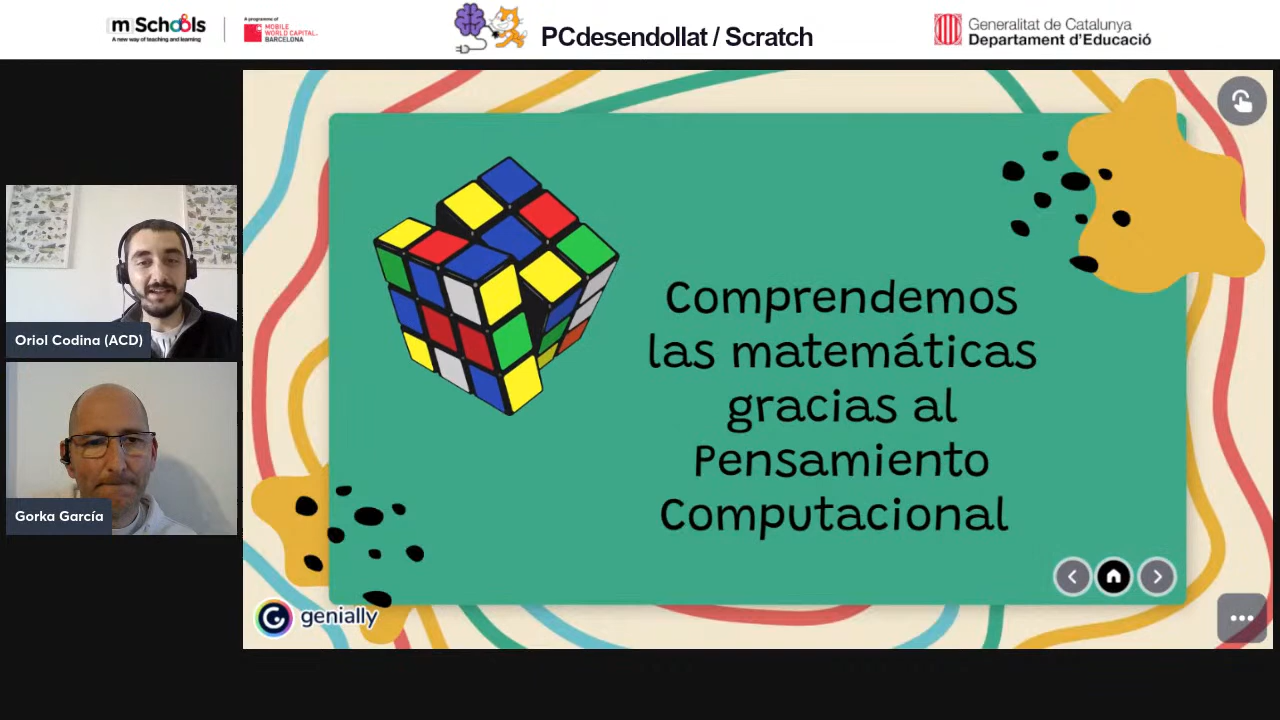 mSchools
A new way of teaching and learning
A programme of
MOBILE
WORLD CAPITAL
BARCELONA
PCdesendollat / Scratch
Generalitat de Catalunya
Departament d'Educació
Oriol Codina (ACD)
Gorka García
Comprendemos
las matemáticas
gracias al
Pensamiento
Computacional
genially